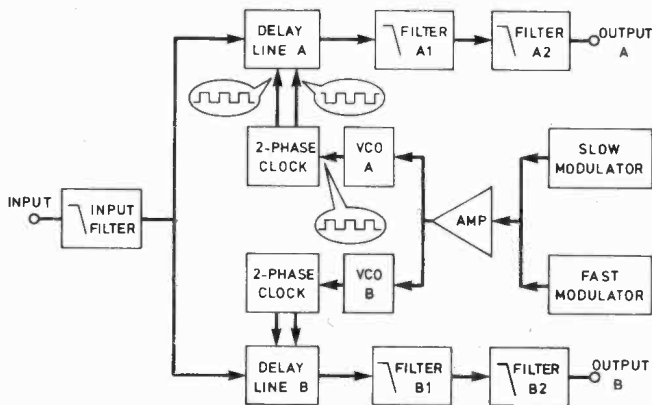 DELAY
LINE A
FILTER
A1
FILTER
A2
OUTPUT
A
2-PHASE
CLOCK
VCO
A
SLOW
MODULATOR
INPUT
INPUT
FILTER
AMP
2-PHASE
CLOCK
VCO
B
FAST
MODULATOR
DELAY
LINE B
FILTER
B1
FILTER
B2
OUTPUT
B